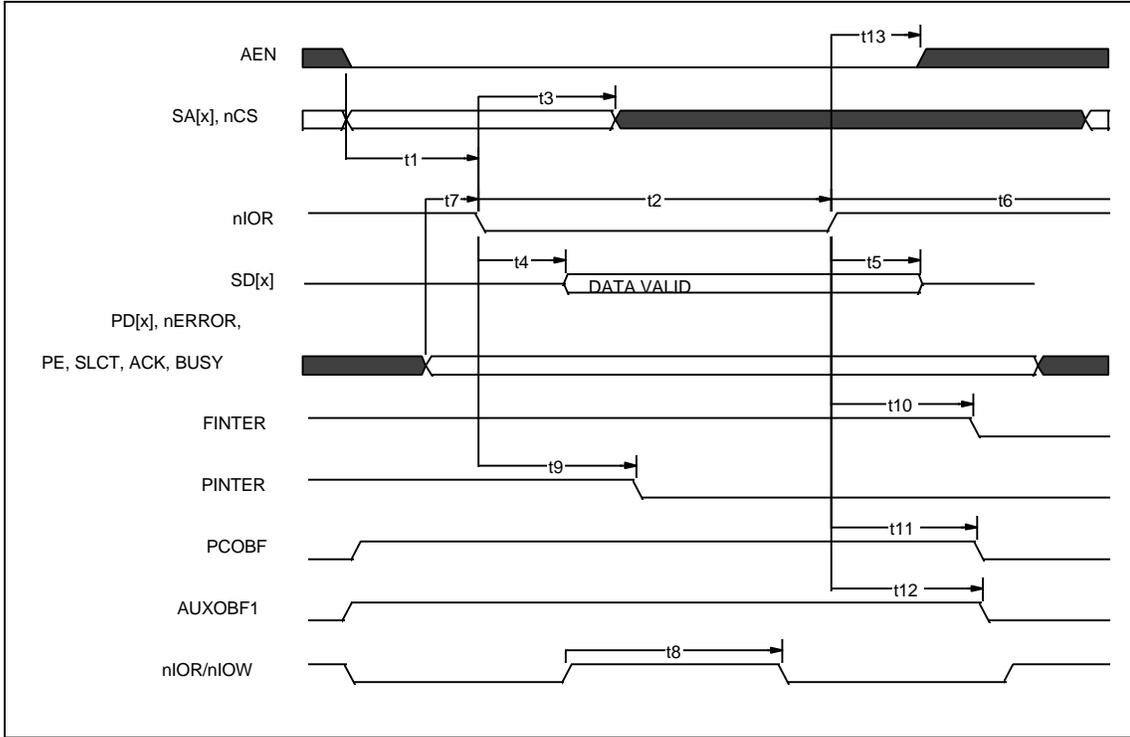 t13
AEN
t3
SA[x], nCS
t1
t7
t2
t6
nIOR
t4
t5
SD[x]
DATA VALID
PD[x], nERROR,
PE, SLCT, ACK, BUSY
t10
FINTER
t9
PINTER
t11
PCOBF
t12
AUXOBF1
t8
nIOR/nIOW